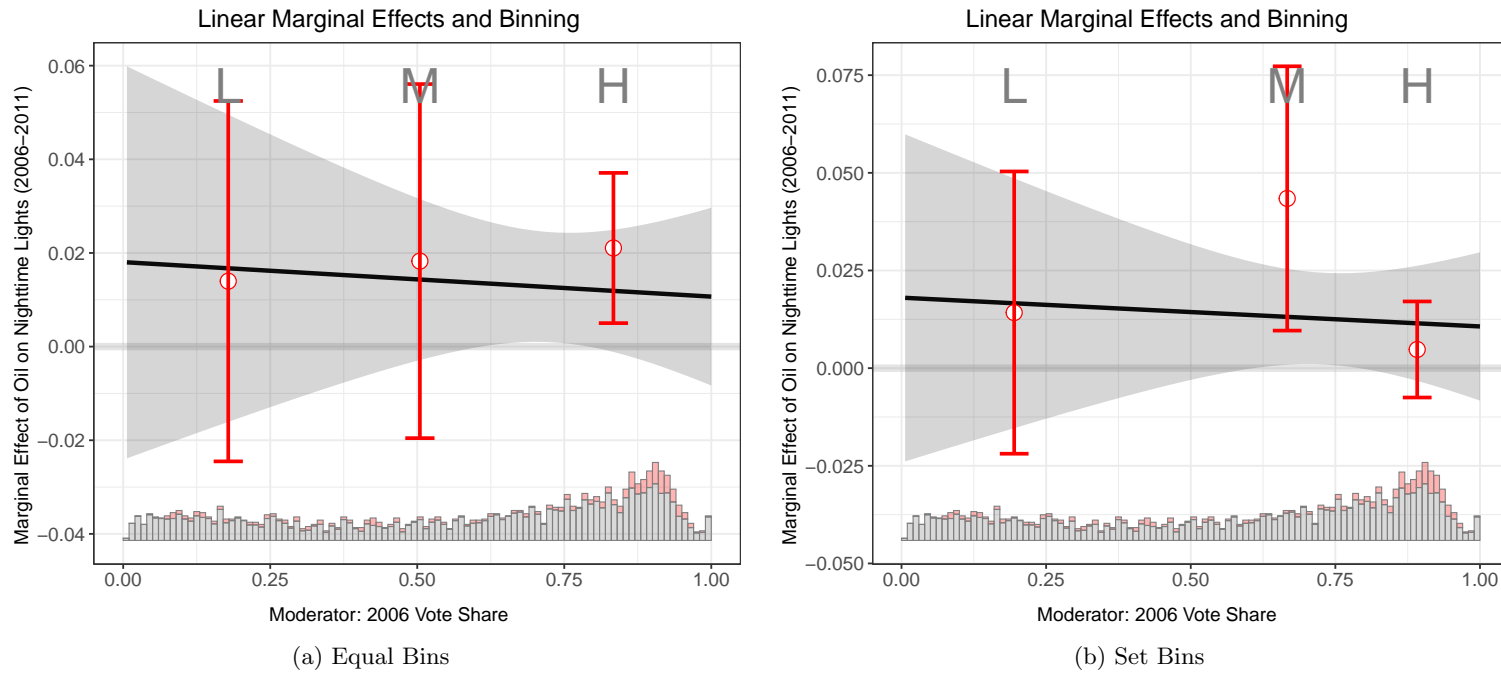 Linear Marginal Effects and Binning
Marginal Effect of Oil on Nighttime Lights (2006−2011)
L
M
H
0.06
0.04
0.02
0.00
−0.02
−0.04
0.00
0.25
0.50
0.75
1.00
Moderator: 2006 Vote Share
(a) Equal Bins
Linear Marginal Effects and Binning
Marginal Effect of Oil on Nighttime Lights (2006−2011)
L
M
H
0.075
0.050
0.025
0.000
−0.025
−0.050
0.00
0.25
0.50
0.75
1.00
Moderator: 2006 Vote Share
(b) Set Bins